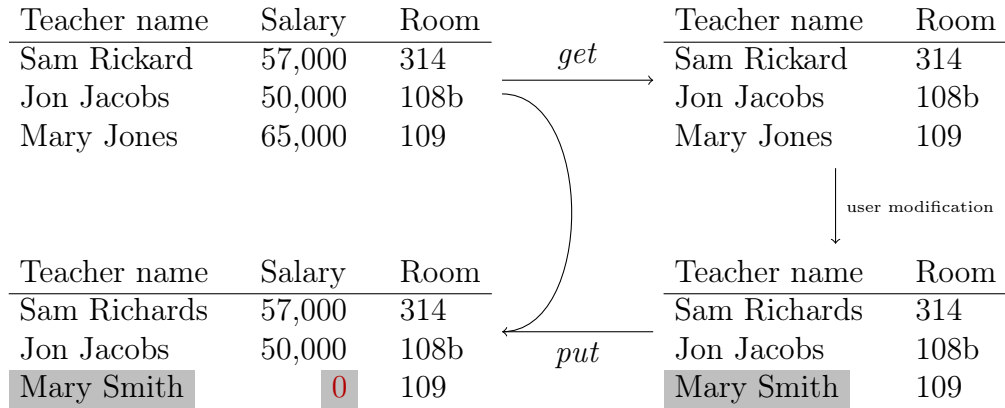 Teacher name Salary Room
Sam Rickard 57,000 314
Jon Jacobs 50,000 108b
Mary Jones 65,000 109
get
Teacher name Room
Sam Rickard 314
Jon Jacobs 108b
Mary Jones 109
user modification
Teacher name Salary Room
Sam Richards 57,000 314
Jon Jacobs 50,000 108b
Mary Smith 0 109
put
Teacher name Room
Sam Richards 314
Jon Jacobs 108b
Mary Smith 109